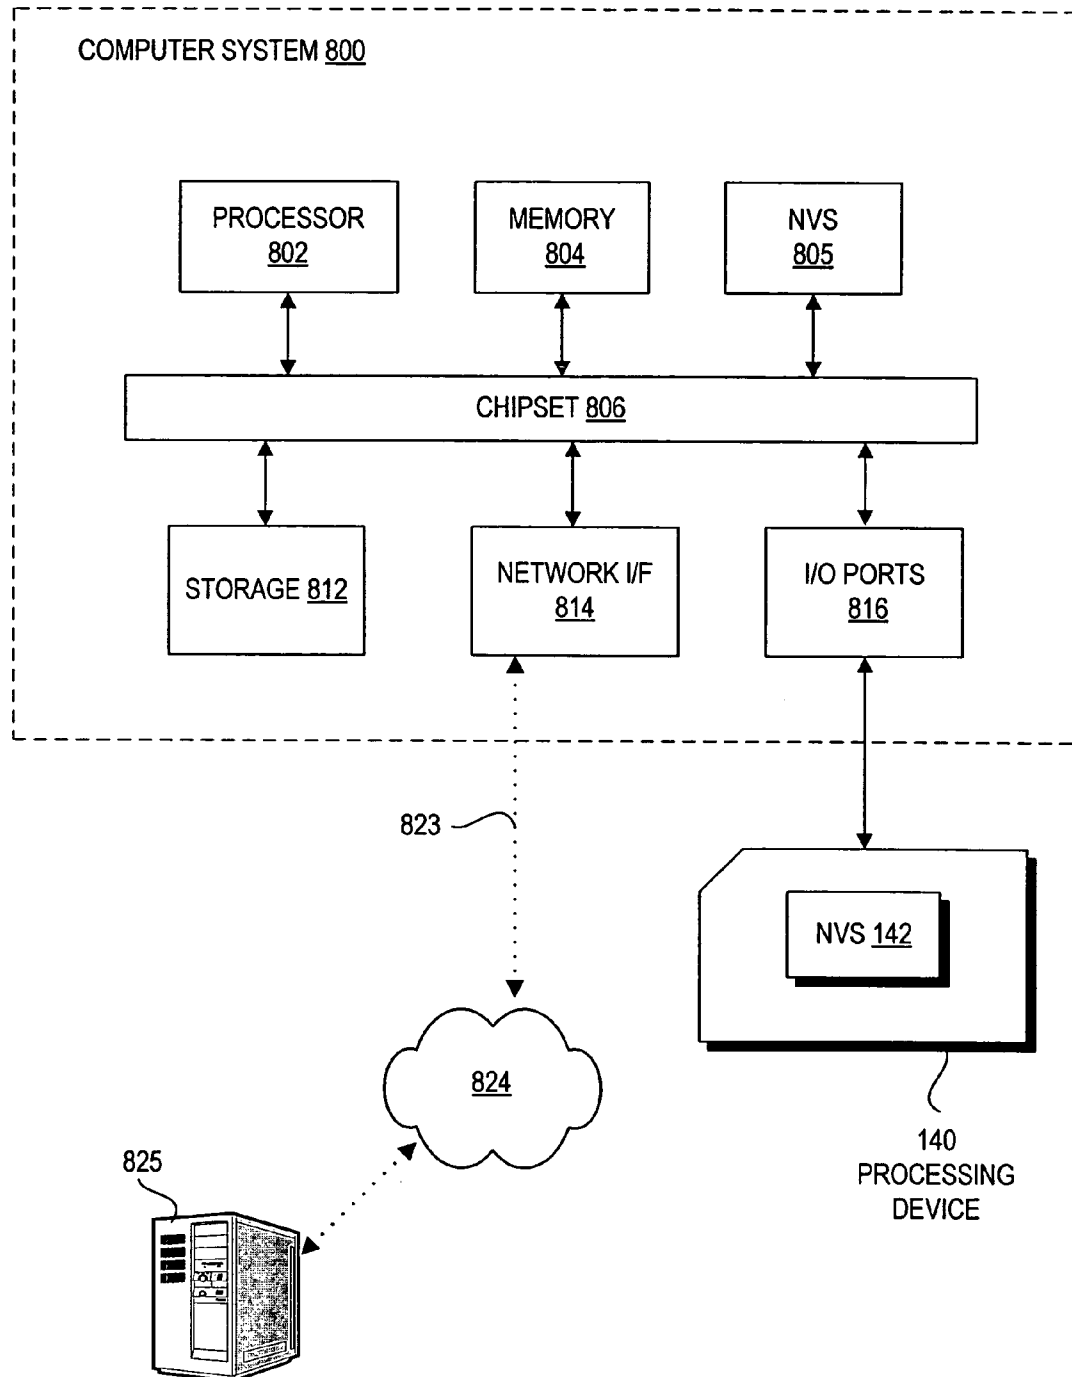 COMPUTER SYSTEM 800
PROCESSOR
802
MEMORY
804
NVS
805
CHIPSET 806
STORAGE 812
NETWORK I/F
814
I/O PORTS
816
823
NVS 142
824
140
PROCESSING
DEVICE
825